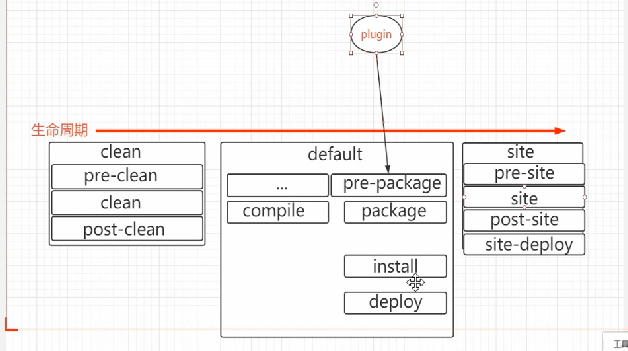 plugin
生命周期
clean
pre-clean
clean
post-clean
default
...
pre-package
compile
package
install
deploy
site
pre-site
site
post-site
site-deploy
工具